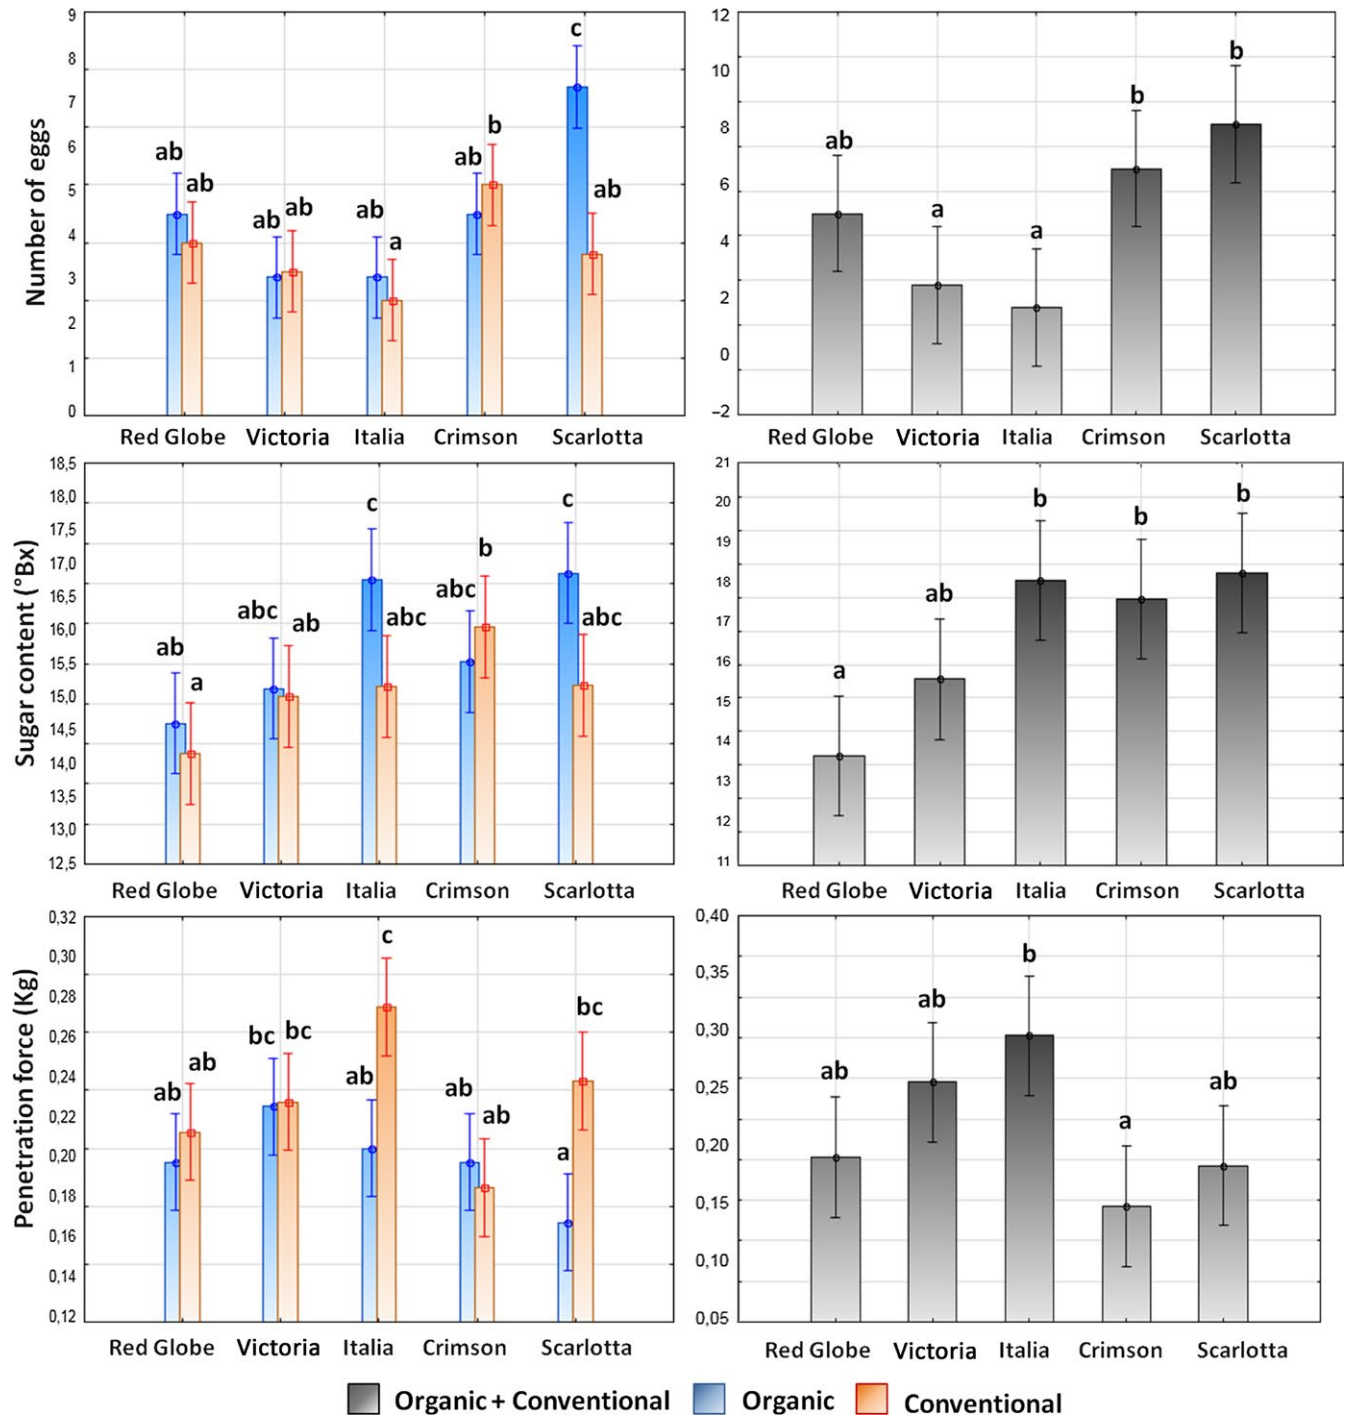 Number of eggs
9
8
7
6
5
4
3
2
1
0
ab
ab
ab
ab
ab
a
ab
b
c
ab
Red Globe Victoria Italia Crimson Scarlotta
12
10
8
6
4
2
0
–2
ab
a
a
b
b
Red Globe Victoria Italia Crimson Scarlotta
Sugar content (°Bx)
18,5
18,0
17,5
17,0
16,5
16,0
15,5
15,0
14,5
14,0
13,5
13,0
12,5
ab
a
abc
ab
c
abc
abc
b
c
abc
Red Globe Victoria Italia Crimson Scarlotta
21
20
19
18
17
16
15
14
13
12
11
a
ab
b
b
b
Red Globe Victoria Italia Crimson Scarlotta
Penetration force (Kg)
0,32
0,30
0,28
0,26
0,24
0,22
0,20
0,18
0,16
0,14
0,12
ab
ab
bc
bc
ab
c
ab
ab
a
bc
Red Globe Victoria Italia Crimson Scarlotta
0,40
0,35
0,30
0,25
0,20
0,15
0,10
0,05
ab
ab
b
a
ab
Red Globe Victoria Italia Crimson Scarlotta
Organic + Conventional Organic Conventional